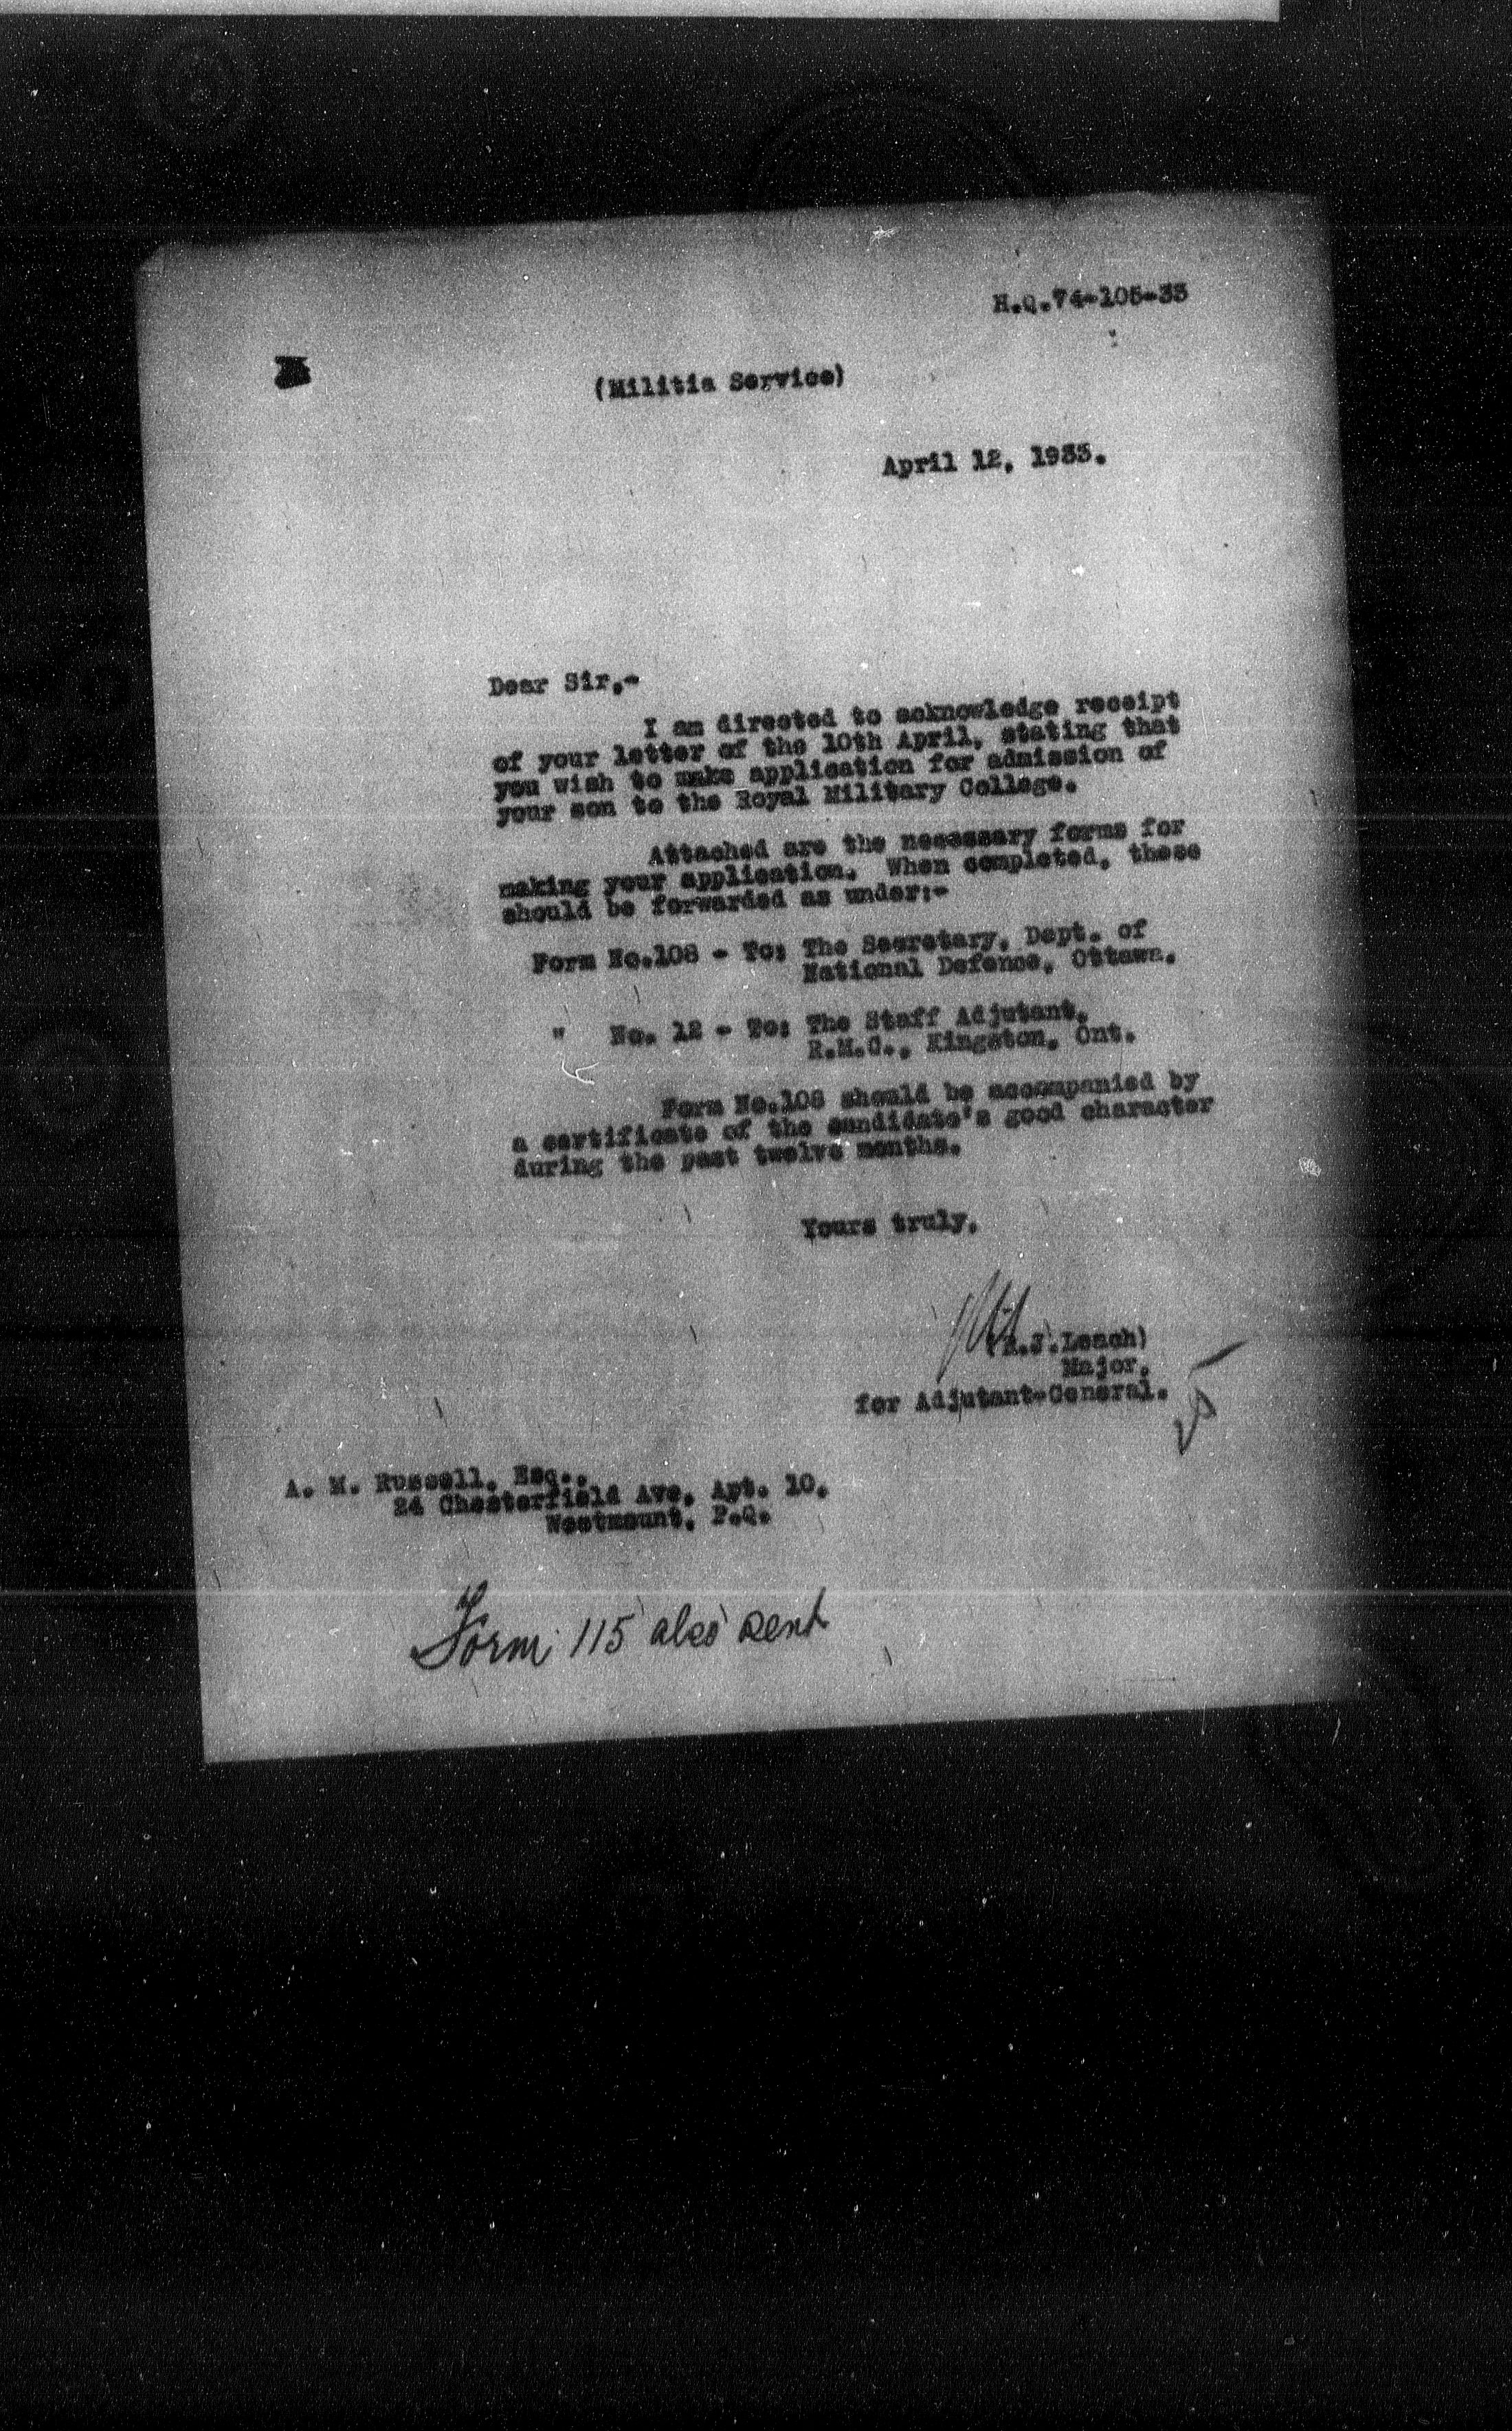 H.Q.74-105-33
(Militia Service)
April 12, 1933.
Dear Sir,-
I am directed to acknowledge receipt
of your letter of the 10th April, stating that
you wish to make application for admission of
your son to the Royal Military College.
Attached are the necessary forms for
making your application. When completed, these
should be forwarded as under:-
Form No.108 - To: The Secretary, Dept. of
National Defence, Ottawa.
" No. 12 - To: The Staff Adjutant,
R.M.C., Kingston, Ont.
Form No.108 should be accompanied by
a certificate of the candidate's good character
during the past twelve months.
Yours truly,
.J.Leach)
Major,
for Adjutant-General.
A. M. Russell, Esq.,
24 Chesterfield Ave, Apt. 10,
Westmount, P.Q.
Form 115 also sent